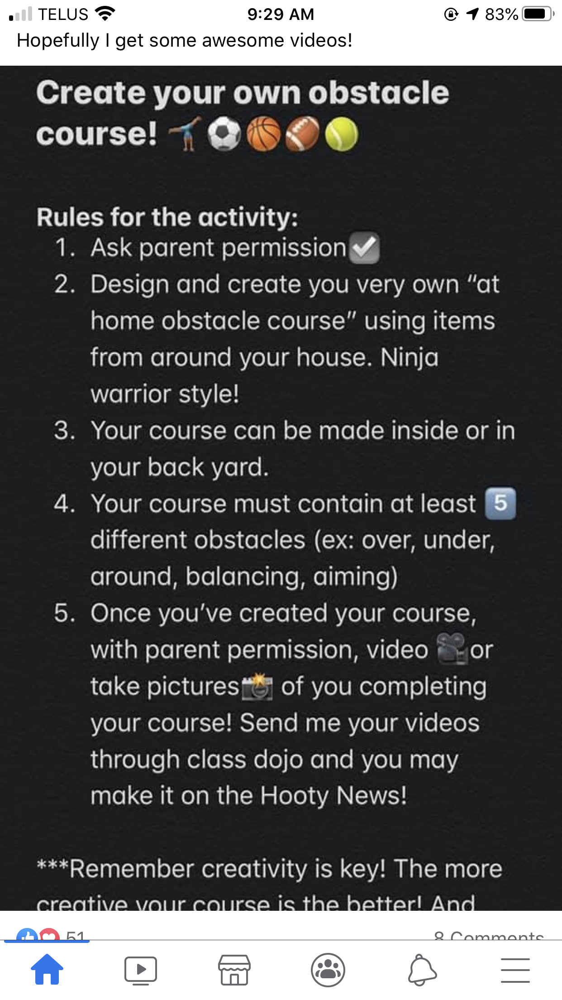 TELUS 9:29 AM 83%
Hopefully I get some awesome videos!
Create your own obstacle
course! 🤸🏾‍♂️⚽🏀🏈🎾
Rules for the activity:
1. Ask parent permission☑️
2. Design and create you very own “at
home obstacle course” using items
from around your house. Ninja
warrior style!
3. Your course can be made inside or in
your back yard.
4. Your course must contain at least 5️⃣
different obstacles (ex: over, under,
around, balancing, aiming)
5. Once you’ve created your course,
with parent permission, video 🎥or
take pictures📸 of you completing
your course! Send me your videos
through class dojo and you may
make it on the Hooty News!
***Remember creativity is key! The more
creative your course is the better! And
51 8 Comments